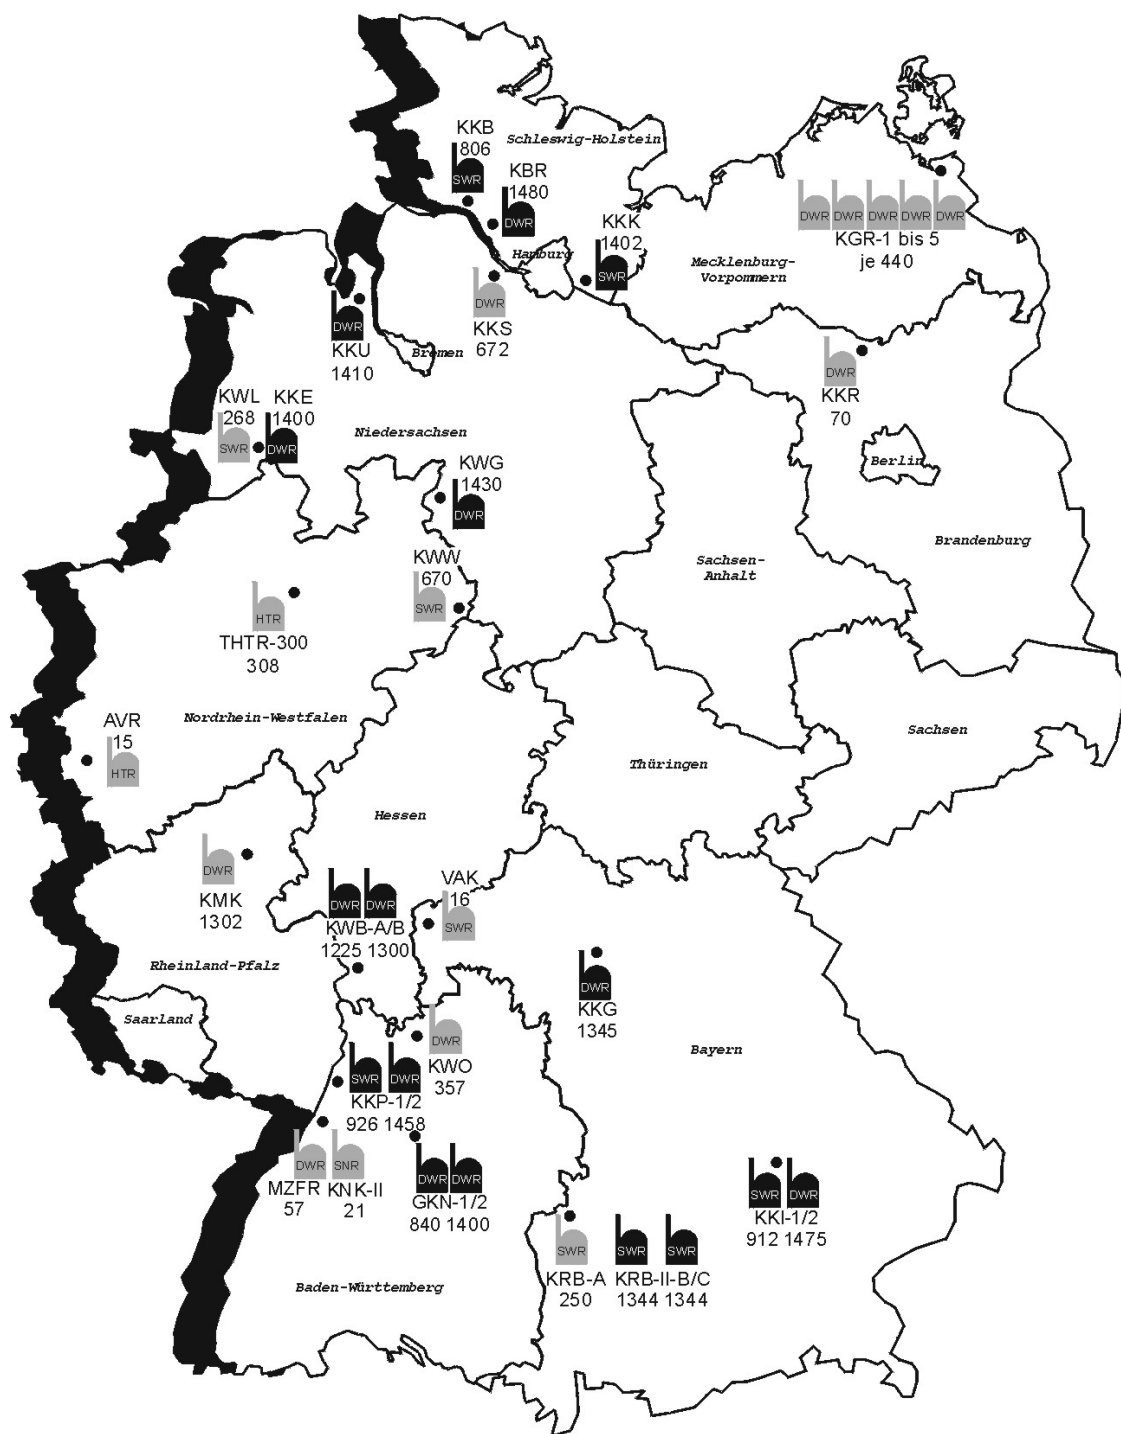 KKB
806
SWR
Schleswig-Holstein
KBR
1480
DWR
KKK
1402
SWR
Hamburg
DWR DWR DWR DWR DWR
KGR-1 bis 5
je 440
Mecklenburg-
Vorpommern
DWR
KKS
672
DWR
KKU
1410
Bremen
DWR
KKR
70
KWL
268
SWR
KKE
1400
DWR
Niedersachsen
Berlin
KWG
1430
DWR
Brandenburg
Sachsen-
Anhalt
KWW
670
SWR
HTR
THTR-300
308
Nordrhein-Westfalen
AVR
15
HTR
Sachsen
Thüringen
Hessen
DWR
KMK
1302
VAK
16
SWR
DWR DWR
KWB-A/B
1225 1300
Rheinland-Pfalz
DWR
KKG
1345
Saarland
Bayern
DWR
KWO
357
SWR DWR
KKP-1/2
926 1458
DWR SNR
MZFR KNK-II
57 21
DWR DWR
GKN-1/2
840 1400
SWR DWR
KKI-1/2
912 1475
SWR SWR SWR
KRB-A KRB-II-B/C
250 1344 1344
Baden-Württemberg